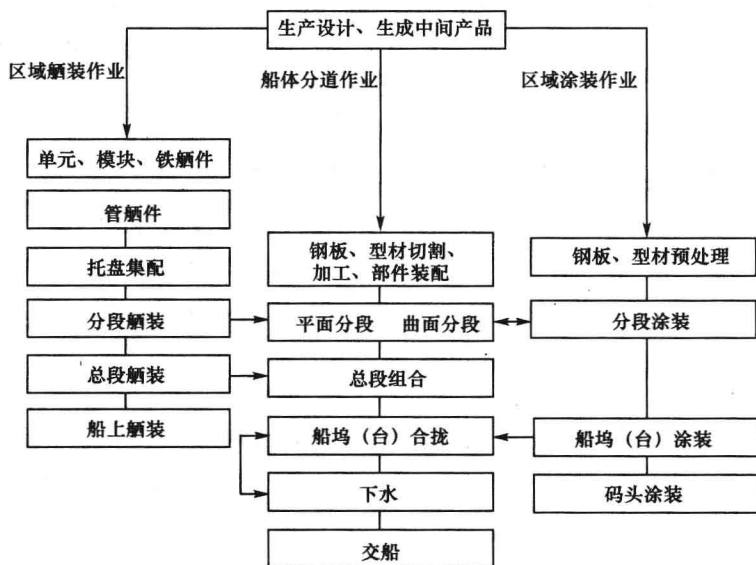 生产设计、生成中间产品
区域舾装作业
船体分道作业
区域涂装作业
单元、模块、铁舾件
管舾件
托盘集配
分段舾装
总段舾装
船上舾装
钢板、型材切割、
加工、部件装配
平面分段 曲面分段
总段组合
船坞（台）合拢
下水
交船
钢板、型材预处理
分段涂装
船坞（台）涂装
码头涂装